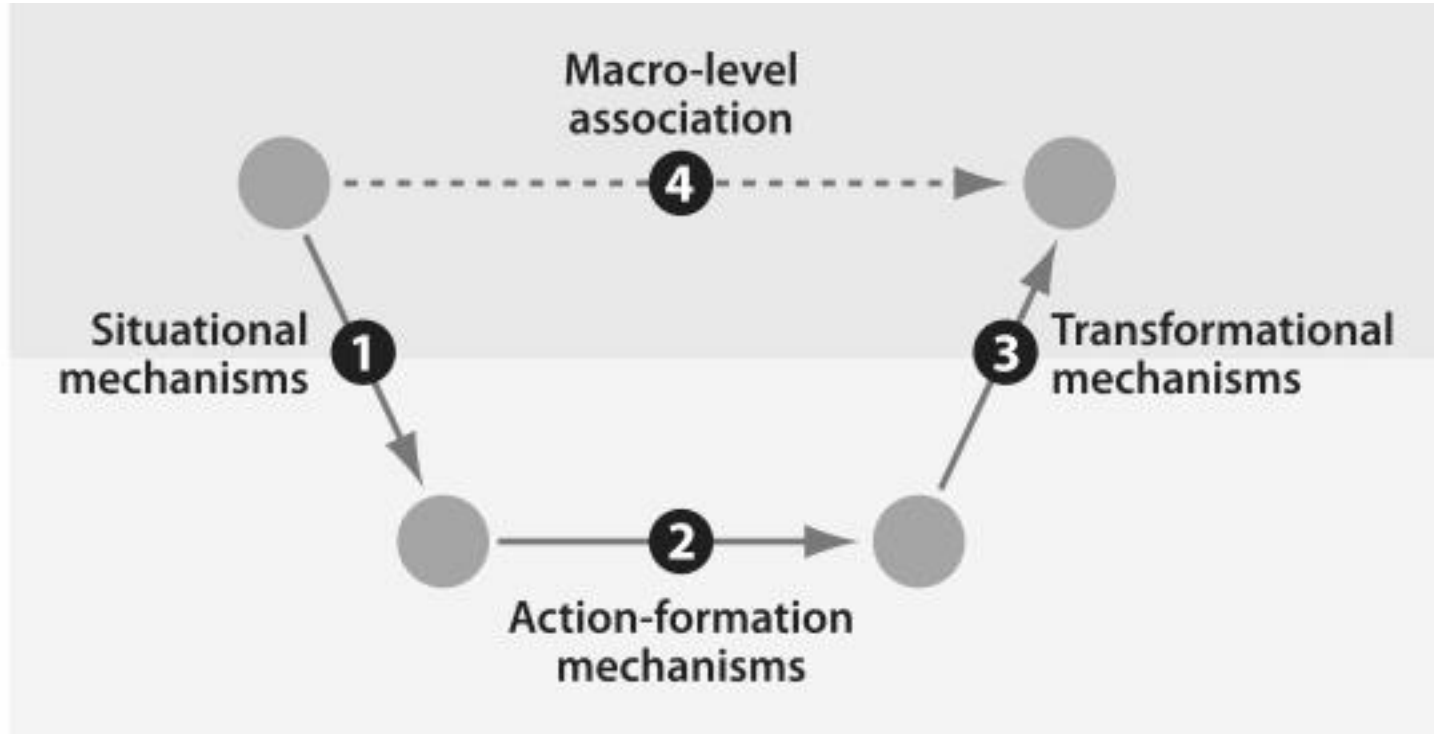 Macro-level
association
4
Situational
mechanisms
1
3
Transformational
mechanisms
2
Action-formation
mechanisms